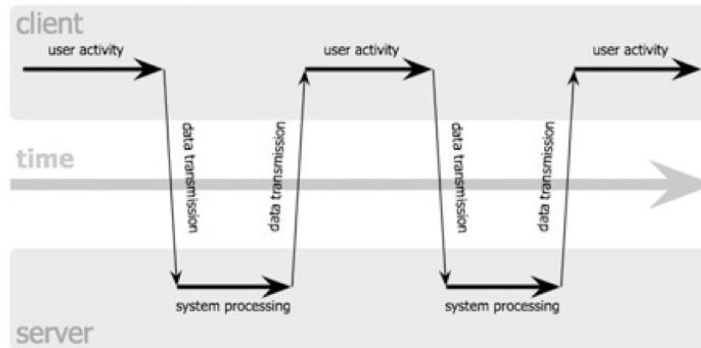 client
user activity
user activity
user activity
data transmission
data transmission
data transmission
data transmission
time
system processing
system processing
server